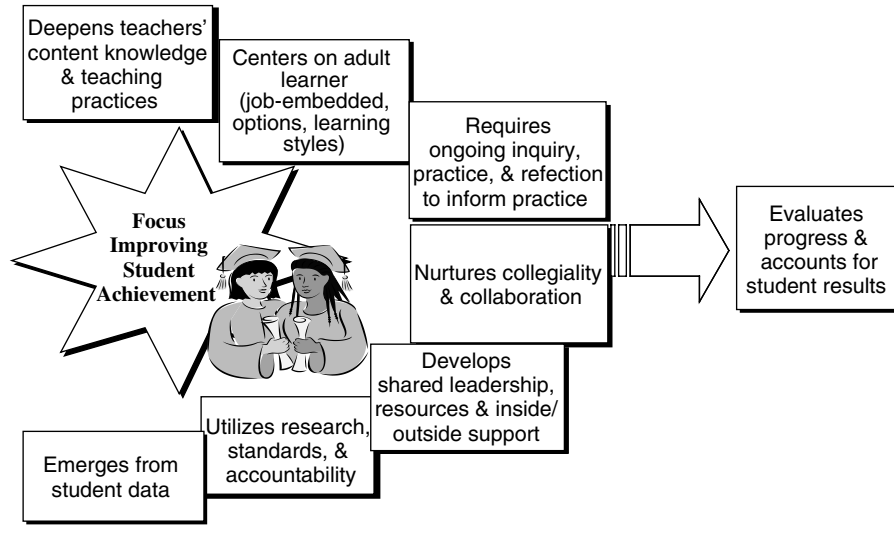 Deepens teachers’
content knowledge
& teaching
practices
Centers on adult
learner
(job-embedded,
options, learning
styles)
Requires
ongoing inquiry,
practice, & refection
to inform practice
Focus
Improving
Student
Achievement
Nurtures collegiality
& collaboration
Evaluates
progress &
accounts for
student results
Develops
shared leadership,
resources & inside/
outside support
Utilizes research,
standards, &
accountability
Emerges from
student data